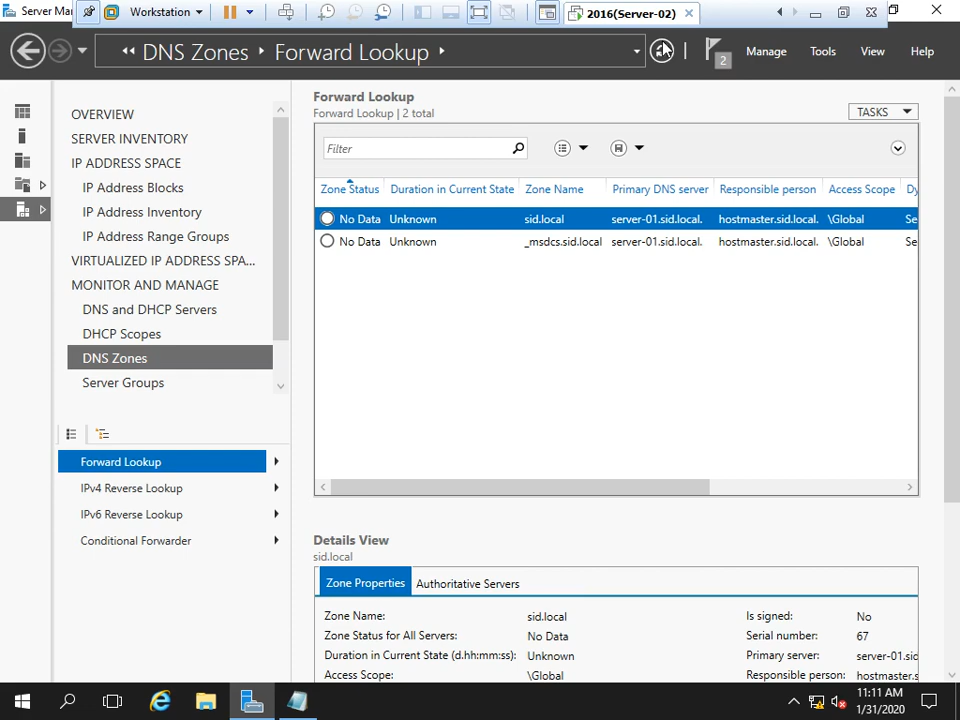 Server Ma
Workstation
2016(Server-02)
DNS Zones
Forward Lookup
2
Manage
Tools
View
Help
OVERVIEW
SERVER INVENTORY
IP ADDRESS SPACE
IP Address Blocks
IP Address Inventory
IP Address Range Groups
VIRTUALIZED IP ADDRESS SPA...
MONITOR AND MANAGE
DNS and DHCP Servers
DHCP Scopes
DNS Zones
Server Groups
Forward Lookup
IPv4 Reverse Lookup
IPv6 Reverse Lookup
Conditional Forwarder
Forward Lookup
Forward Lookup | 2 total
TASKS
Filter
Zone Status Duration in Current State Zone Name Primary DNS server Responsible person Access Scope Dy
No Data Unknown sid.local server-01.sid.local. hostmaster.sid.local. \Global Se
No Data Unknown _msdcs.sid.local server-01.sid.local. hostmaster.sid.local. \Global Se
Details View
sid.local
Zone Properties Authoritative Servers
Zone Name: sid.local Is signed: No
Zone Status for All Servers: No Data Serial number: 67
Duration in Current State (d.hh:mm:ss): Unknown Primary server: server-01.sid
Access Scope: \Global Responsible person: hostmaster.s
11:11 AM
1/31/2020